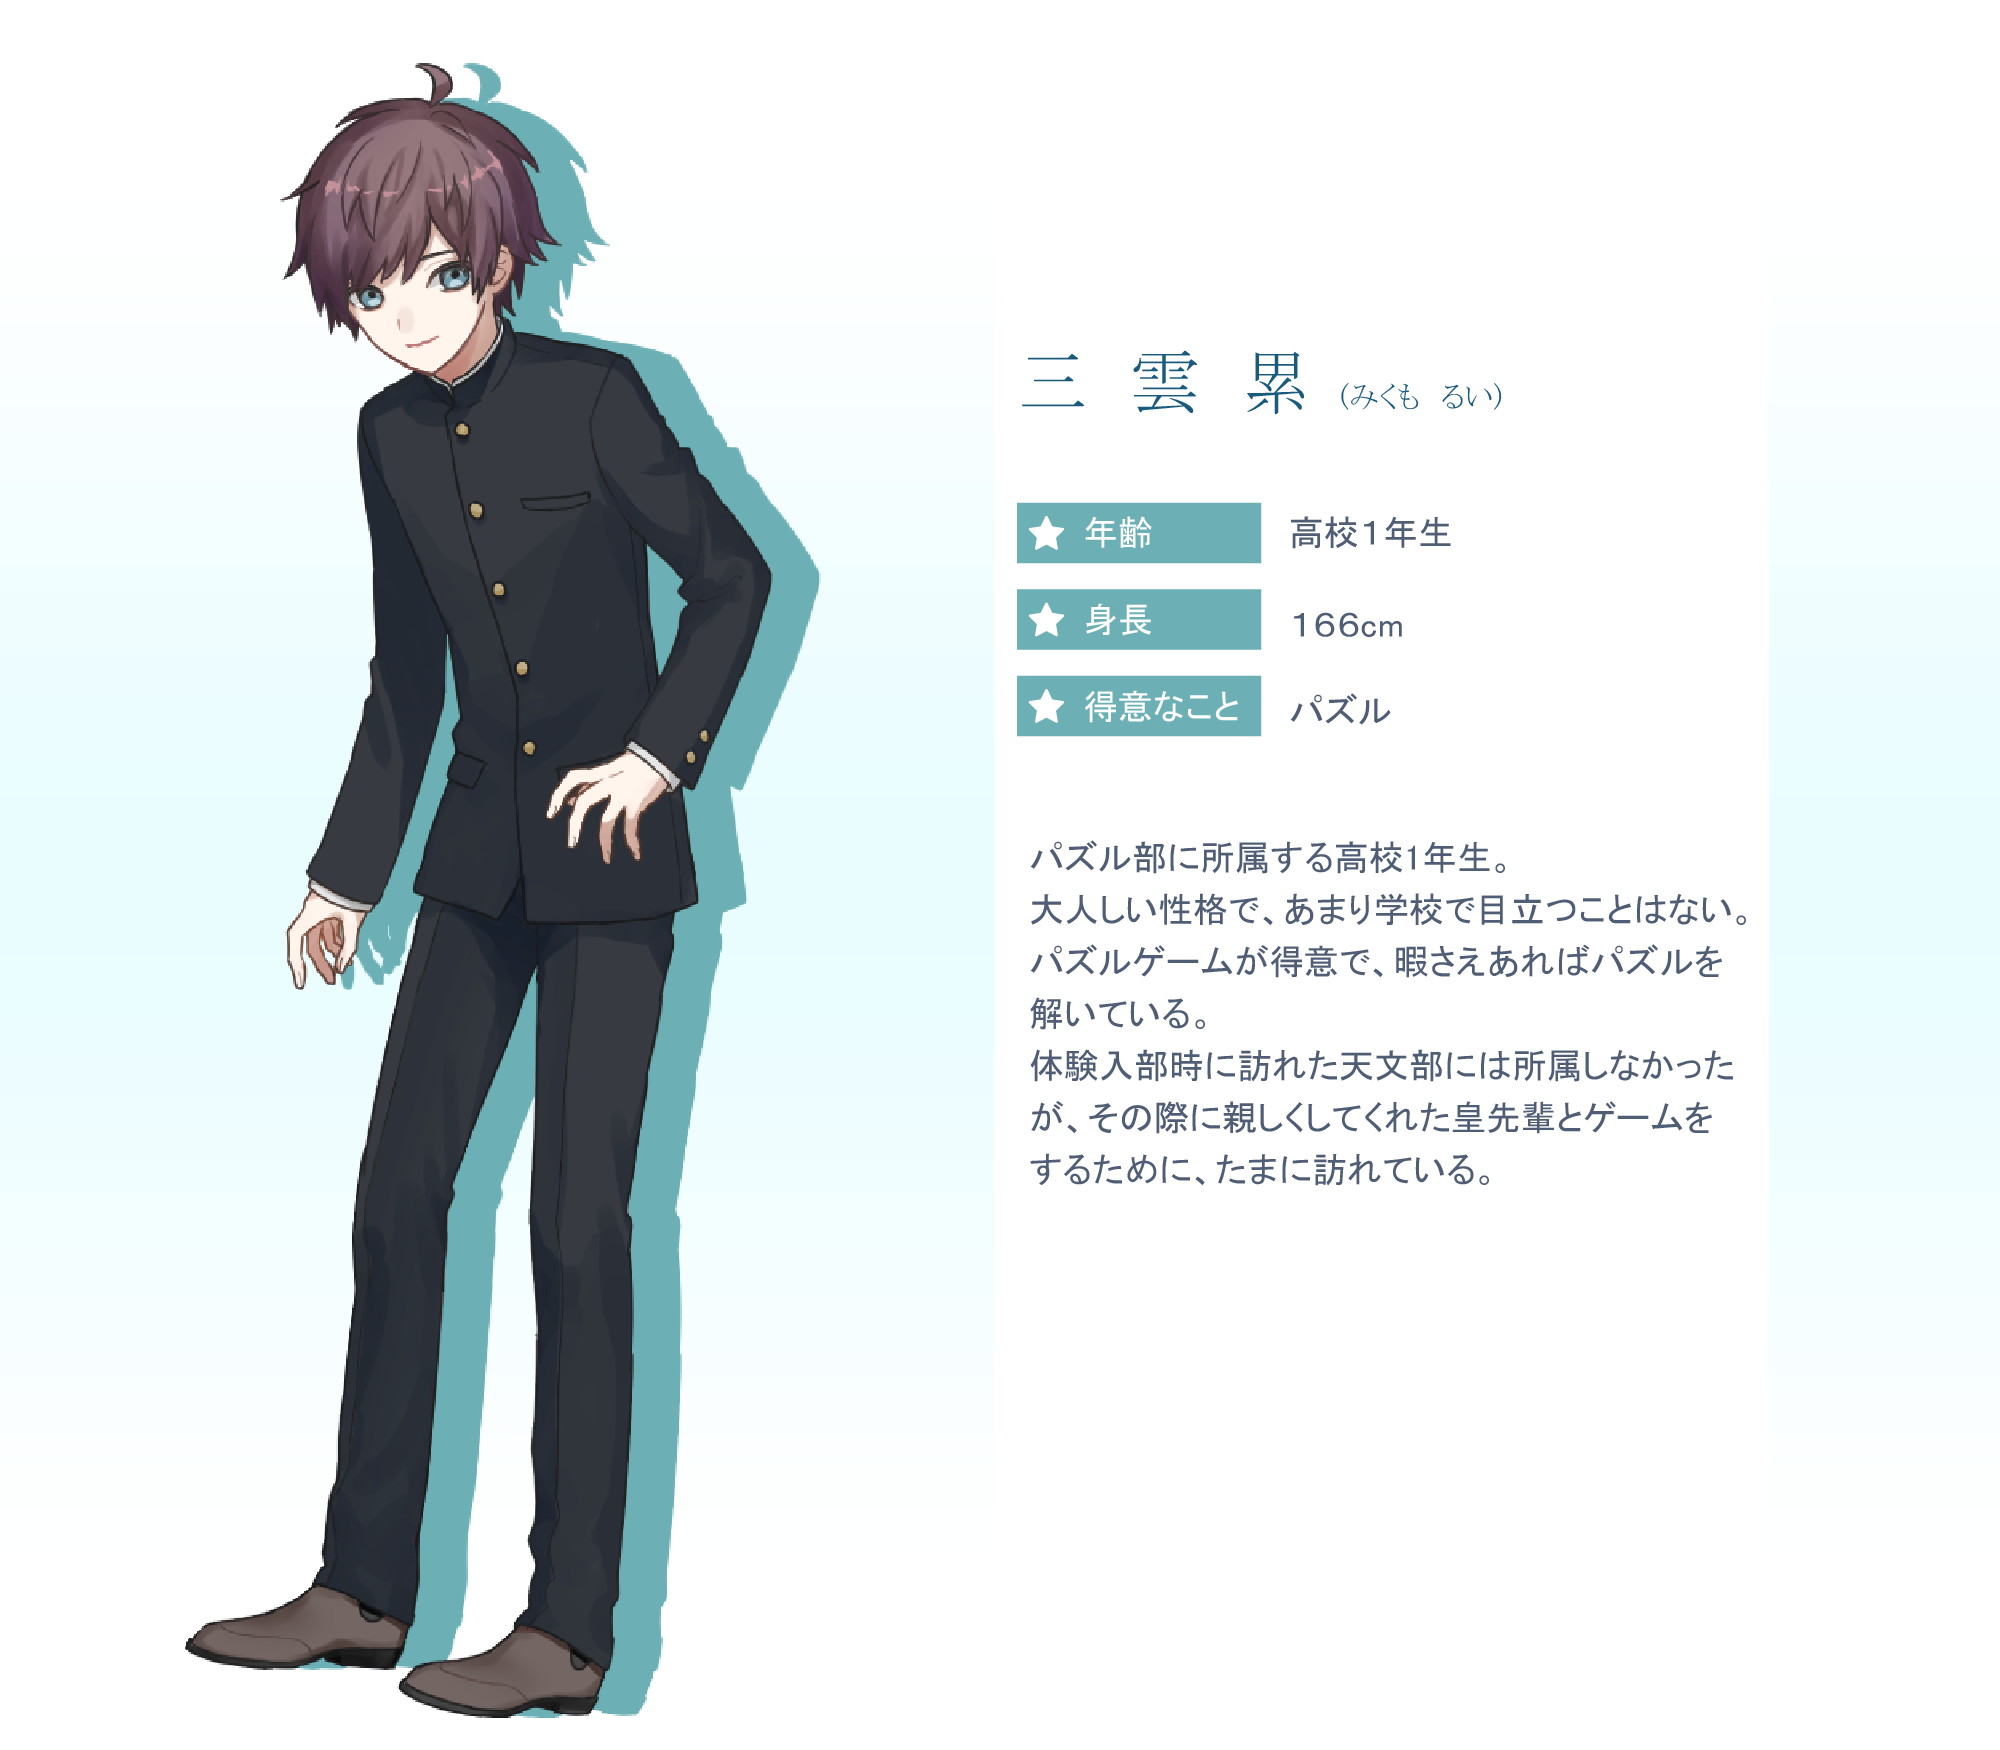 三雲累（みくも　るい）
★ 年齢　高校１年生
★ 身長　166cm
★ 得意なこと　パズル
パズル部に所属する高校1年生。
大人しい性格で、あまり学校で目立つことはない。
パズルゲームが得意で、暇さえあればパズルを
解いている。
体験入部時に訪れた天文部には所属しなかった
が、その際に親しくしてくれた皇先輩とゲームを
するために、たまに訪れている。